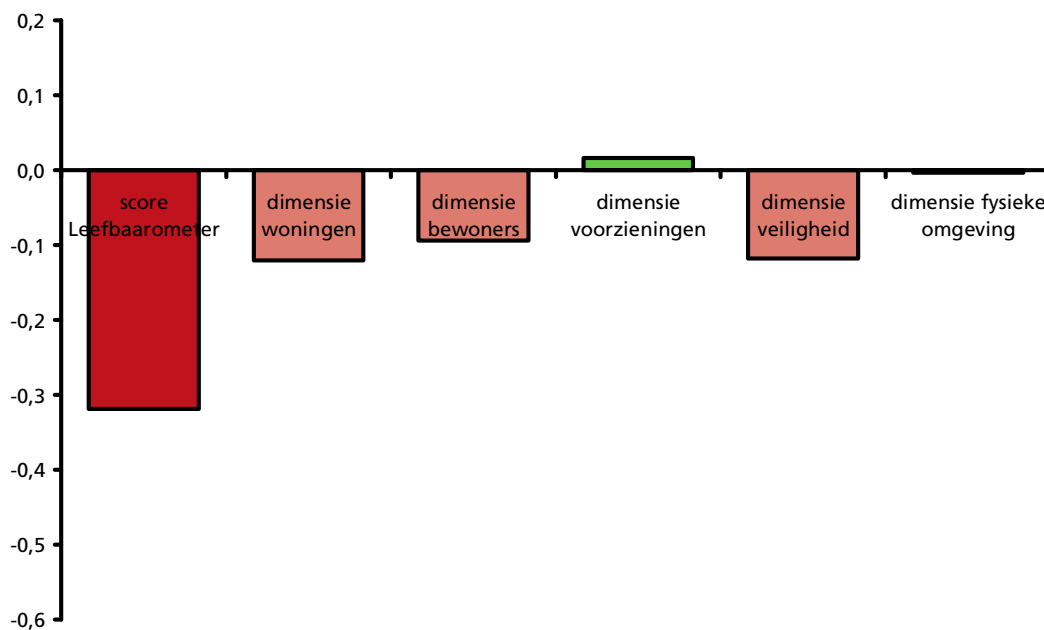 0,2
0,1
0,0
-0,1
-0,2
-0,3
-0,4
-0,5
-0,6
score
Leefbaarometer
dimensie
woningen
dimensie
bewoners
dimensie
voorzieningen
dimensie
veiligheid
dimensie fysieke
omgeving